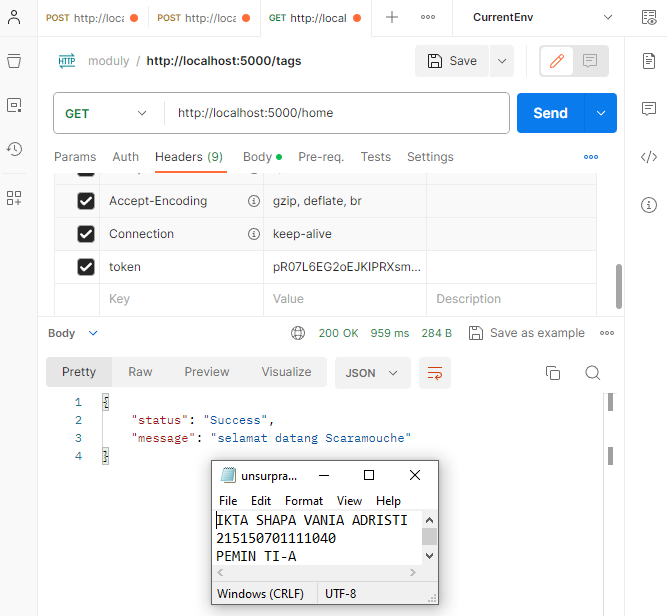 POST http://loca
POST http://loca
GET http://local
CurrentEnv
HTTP
moduly / http://localhost:5000/tags
Save
GET
http://localhost:5000/home
Send
Params Auth Headers (9) Body Pre-req. Tests Settings
Accept-Encoding gzip, deflate, br
Connection keep-alive
token pR07L6EG2oEJKIPRXsm...
Key Value Description
Body 200 OK 959 ms 284 B Save as example
Pretty Raw Preview Visualize JSON
1 {
2 "status": "Success",
3 "message": "selamat datang Scaramouche"
4 }
unsurpra...
File Edit Format View Help
IKTA SHAPA VANIA ADRISTI
215150701111040
PEMIN TI-A
Windows (CRLF) UTF-8